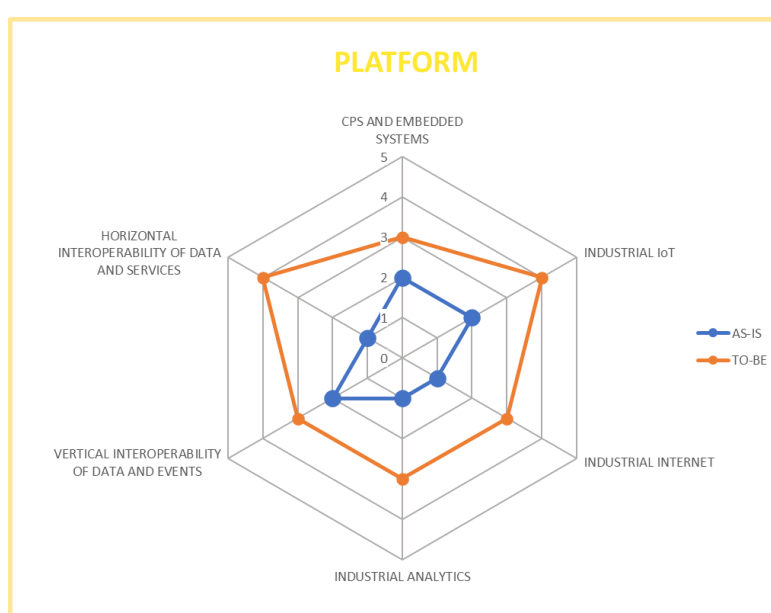 PLATFORM
CPS AND EMBEDDED
SYSTEMS
5
4
3
2
1
0
HORIZONTAL
INTEROPERABILITY OF DATA
AND SERVICES
INDUSTRIAL IoT
AS-IS
TO-BE
VERTICAL INTEROPERABILITY
OF DATA AND EVENTS
INDUSTRIAL INTERNET
INDUSTRIAL ANALYTICS